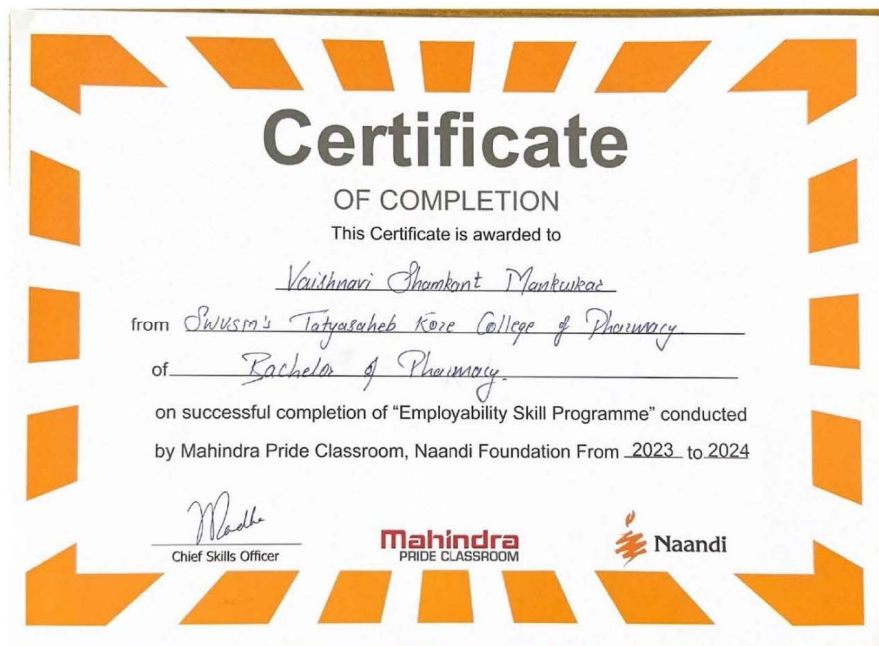 Certificate
OF COMPLETION
This Certificate is awarded to
Vaishnavi Shamkant Mankukar
from Swvsm's Tatyasaheb Kore College of Pharmacy
of Bachelor of Pharmacy.
on successful completion of “Employability Skill Programme” conducted
by Mahindra Pride Classroom, Naandi Foundation From 2023 to 2024
Chief Skills Officer
Mahindra
PRIDE CLASSROOM
Naandi